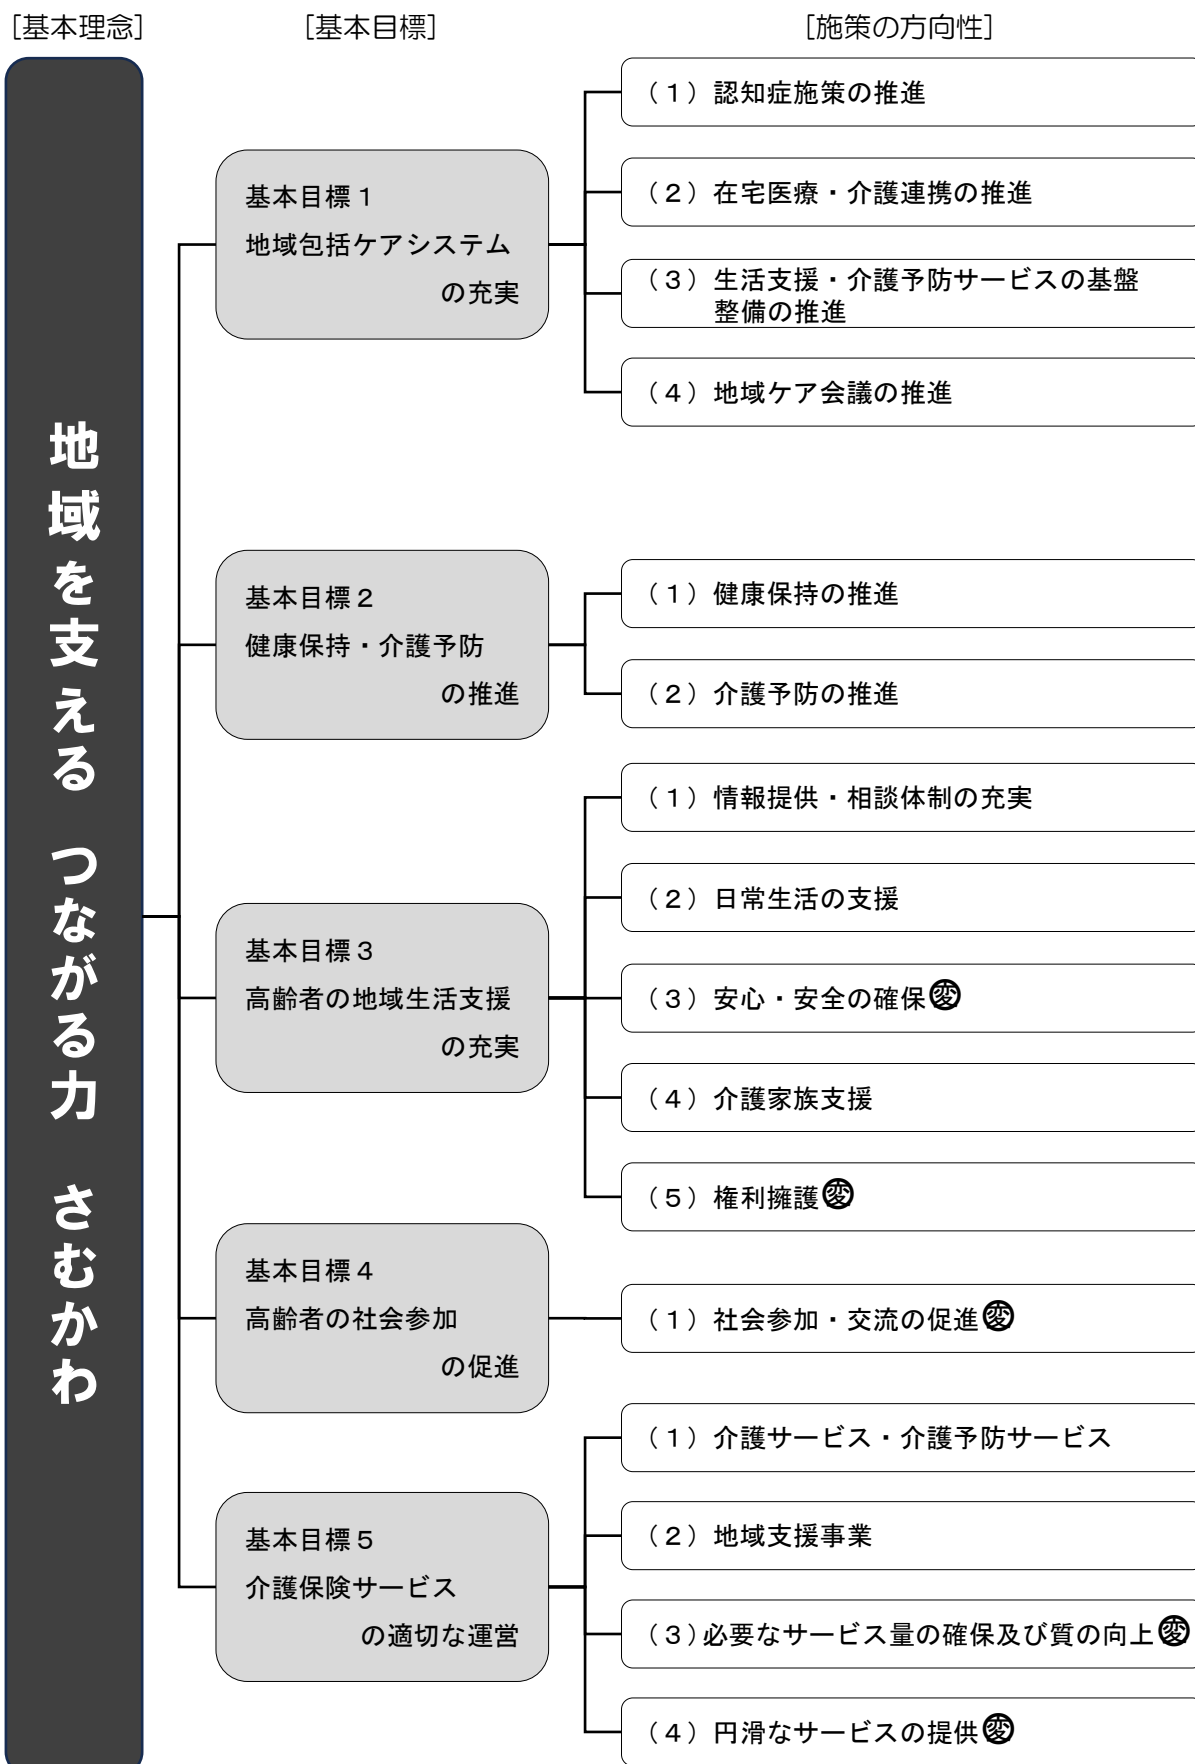 [基本理念]
[基本目標]
[施策の方向性]
地域を支える　つながる力　さむかわ
基本目標１
地域包括ケアシステム
の充実
（１）認知症施策の推進
（２）在宅医療・介護連携の推進
（３）生活支援・介護予防サービスの基盤
整備の推進
（４）地域ケア会議の推進
基本目標２
健康保持・介護予防
の推進
（１）健康保持の推進
（２）介護予防の推進
基本目標３
高齢者の地域生活支援
の充実
（１）情報提供・相談体制の充実
（２）日常生活の支援
（３）安心・安全の確保変
（４）介護家族支援
（５）権利擁護変
基本目標４
高齢者の社会参加
の促進
（１）社会参加・交流の促進変
基本目標５
介護保険サービス
の適切な運営
（１）介護サービス・介護予防サービス
（２）地域支援事業
（３）必要なサービス量の確保及び質の向上変
（４）円滑なサービスの提供変